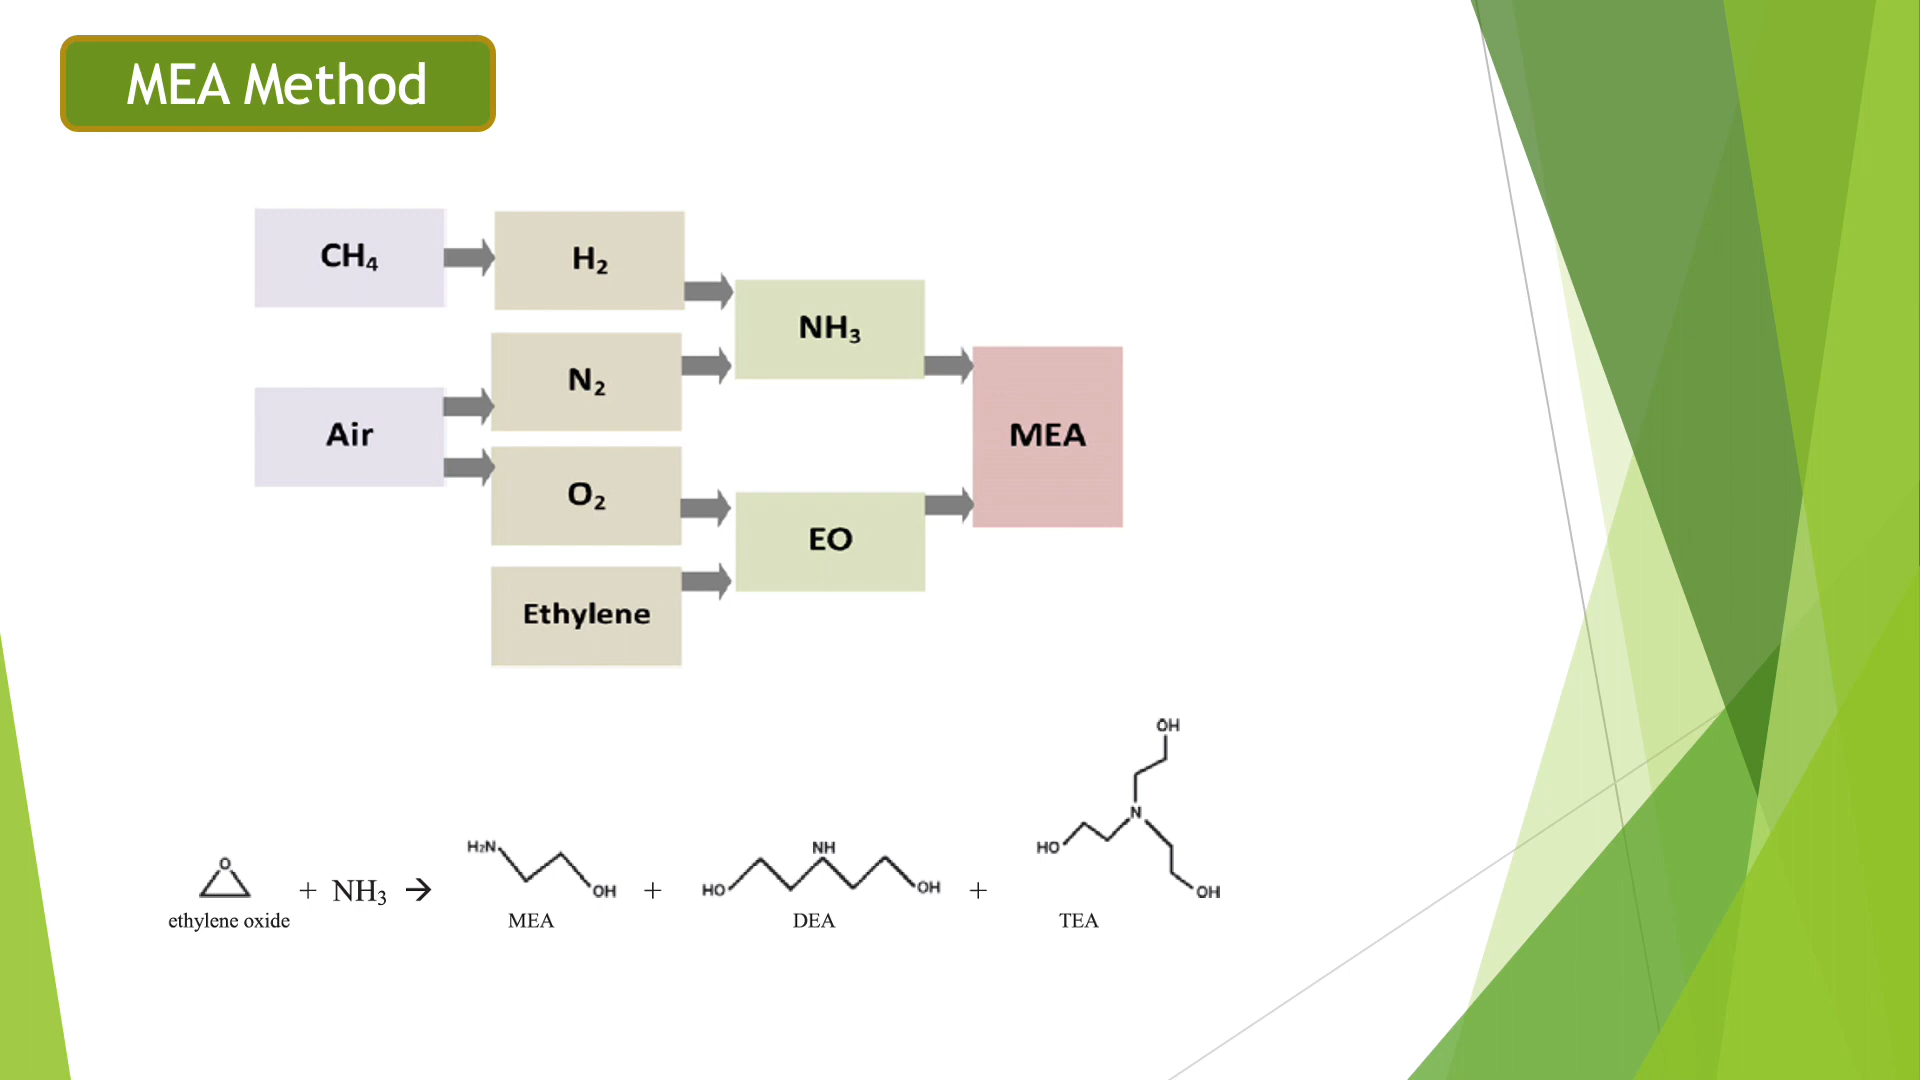 MEA Method
CH₄
H₂
NH₃
N₂
Air
MEA
O₂
EO
Ethylene
OH
N
HO
OH
O
+ NH₃ →
H₂N
OH
+
HO
NH
OH
+
ethylene oxide
MEA
DEA
TEA